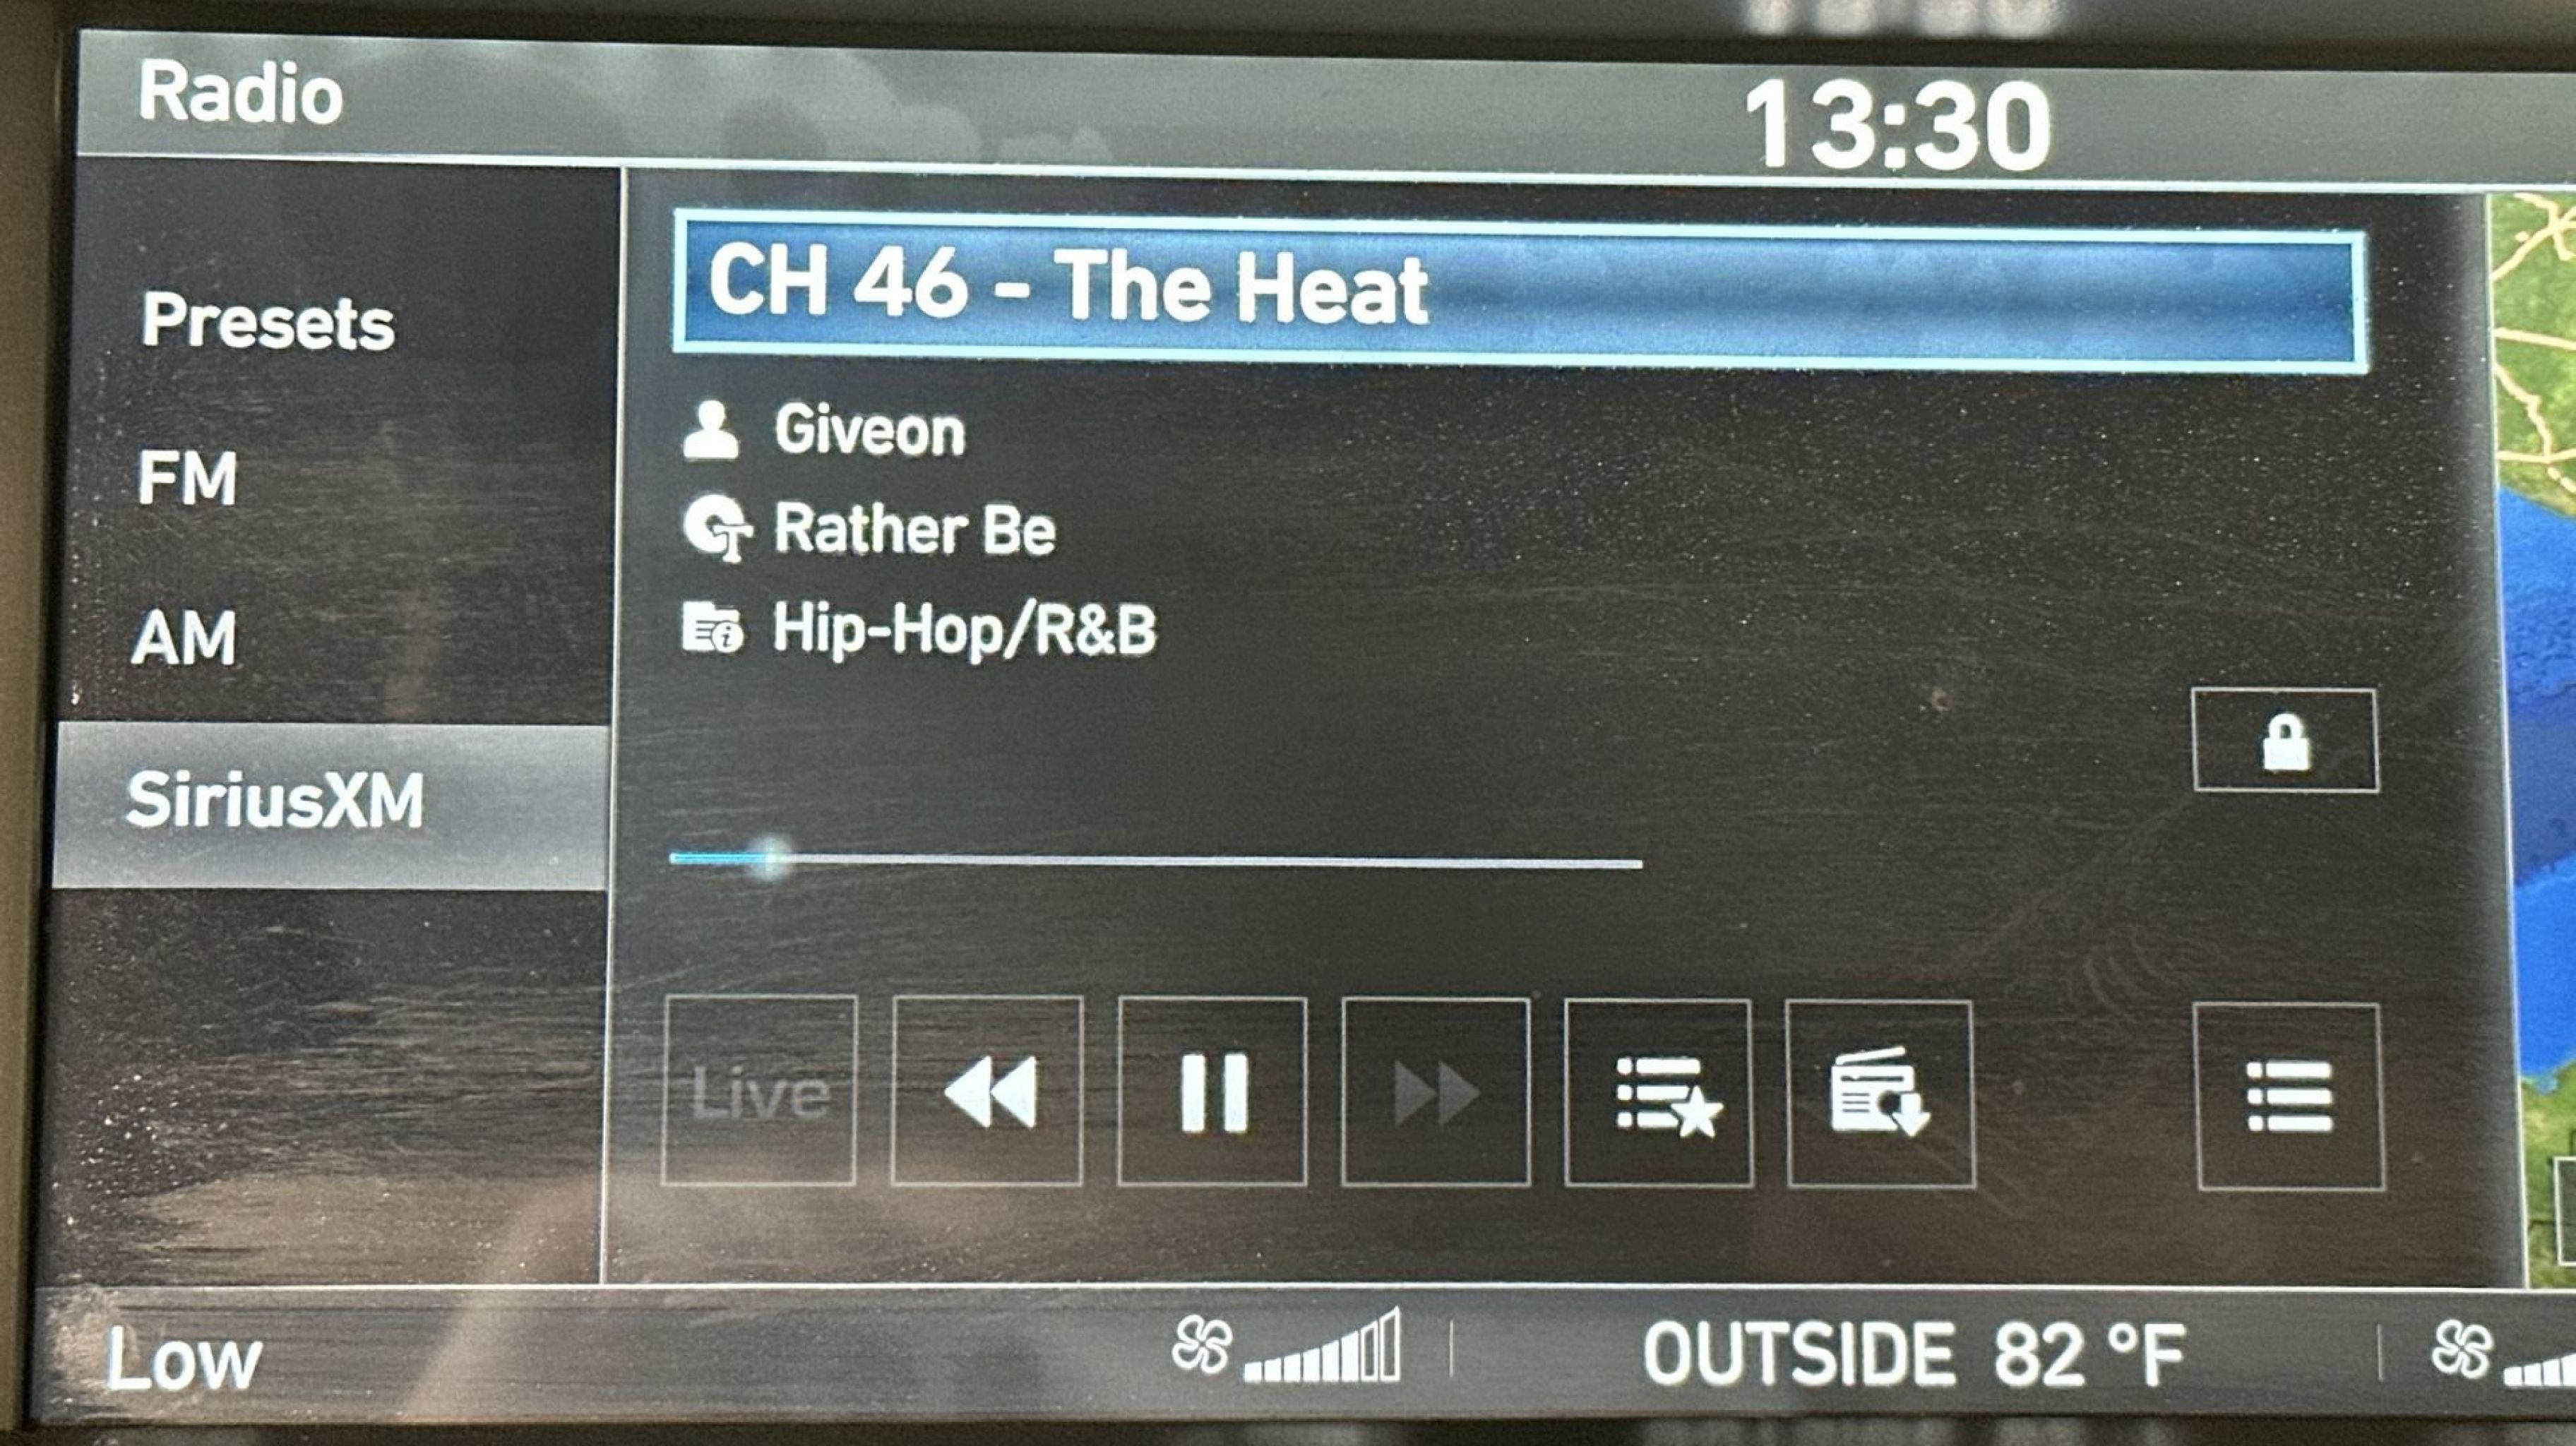 Radio
13:30
Presets
FM
AM
SiriusXM
CH 46 - The Heat
Giveon
Rather Be
Hip-Hop/R&B
Live
Low
OUTSIDE 82 °F